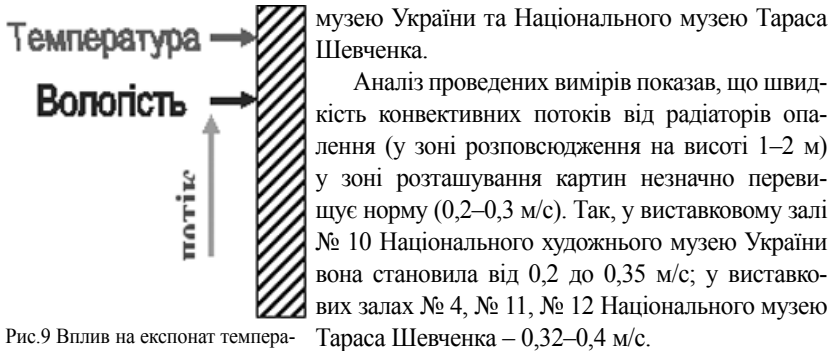 Температура
Вологість
потік
Рис.9 Вплив на експонат темпера-
музею України та Національного музею Тараса
Шевченка.
Аналіз проведених вимірів показав, що швид-
кість конвективних потоків від радіаторів опа-
лення (у зоні розповсюдження на висоті 1–2 м)
у зоні розташування картин незначно переви-
щує норму (0,2–0,3 м/с). Так, у виставковому залі
№ 10 Національного художнього музею України
вона становила від 0,2 до 0,35 м/с; у виставко-
вих залах № 4, № 11, № 12 Національного музею
Тараса Шевченка – 0,32–0,4 м/с.